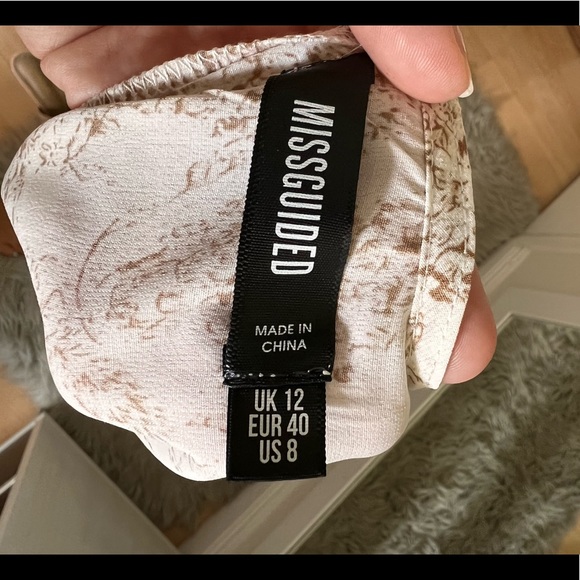 MISSGUIDED
MADE IN
CHINA
UK 12
EUR 40
US 8